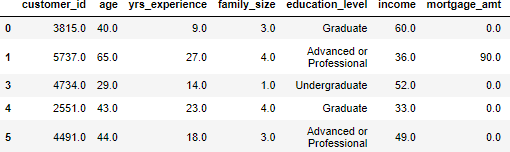 customer_id age yrs_experience family_size education_level income mortgage_amt
0 3815.0 40.0 9.0 3.0 Graduate 60.0 0.0
1 5737.0 65.0 27.0 4.0 Advanced or Professional 36.0 90.0
3 4734.0 29.0 14.0 1.0 Undergraduate 52.0 0.0
4 2551.0 43.0 23.0 4.0 Graduate 33.0 0.0
5 4491.0 44.0 18.0 3.0 Advanced or Professional 49.0 0.0